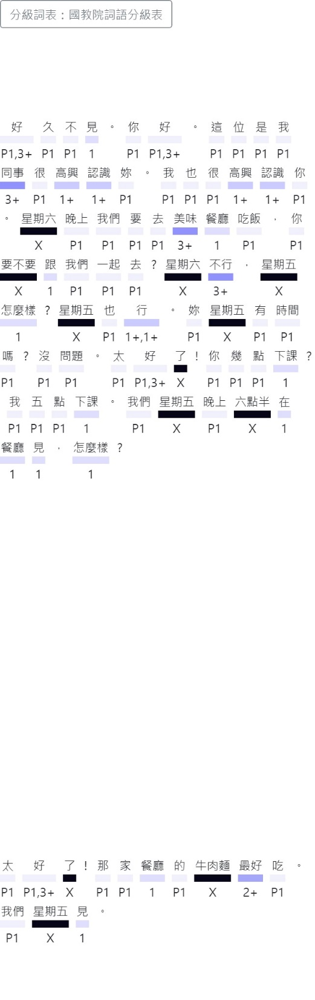 分級詞表：國教院詞語分級表
好 久 不 見 。 你 好 。 這 位 是 我
P1,3+ P1 P1 1 P1 P1,3+ P1 P1 P1 P1
同事 很 高興 認識 妳 。 我 也 很 高興 認識 你
3+ P1 1+ 1+ P1 P1 P1 P1 1+ 1+ P1
。 星期六 晚上 我們 要 去 美味 餐廳 吃飯 ， 你
X P1 P1 P1 P1 3+ 1 P1 P1
要不要 跟 我們 一起 去 ? 星期六 不行 ， 星期五
X 1 P1 P1 P1 X 3+ X
怎麼樣 ? 星期五 也 行 。 妳 星期五 有 時間
1 X P1 1+,1+ P1 X P1 P1
嗎 ? 沒 問題 。 太 好 了 ! 你 幾 點 下課 ?
P1 P1 P1 P1 P1,3+ X P1 P1 P1 1
我 五 點 下課 。 我們 星期五 晚上 六點半 在
P1 P1 P1 1 P1 X P1 X 1
餐廳 見 ， 怎麼樣 ?
1 1 1
太 好 了 ! 那 家 餐廳 的 牛肉麵 最好 吃 。
P1 P1,3+ X P1 P1 1 P1 X 2+ P1
我們 星期五 見 。
P1 X 1